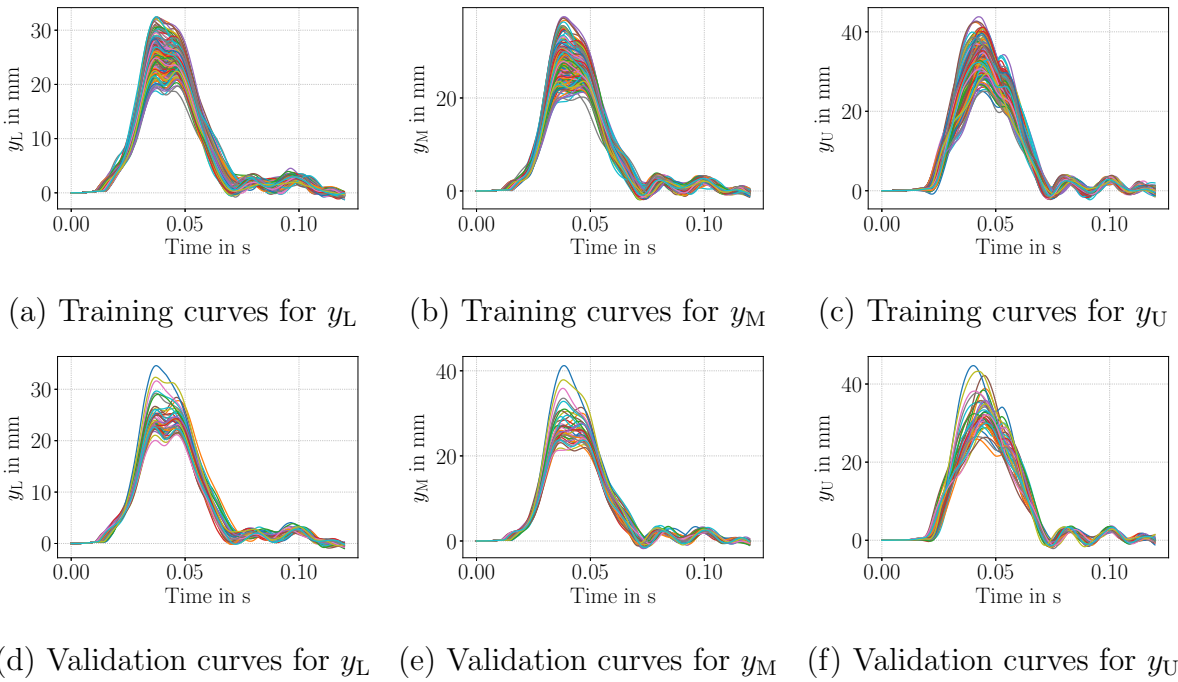 30
20
10
0
y_L in mm
0.00 0.05 0.10
Time in s
20
0
y_M in mm
0.00 0.05 0.10
Time in s
40
20
0
y_U in mm
0.00 0.05 0.10
Time in s
(a) Training curves for y_L
(b) Training curves for y_M
(c) Training curves for y_U
30
20
10
0
y_L in mm
0.00 0.05 0.10
Time in s
40
20
0
y_M in mm
0.00 0.05 0.10
Time in s
40
20
0
y_U in mm
0.00 0.05 0.10
Time in s
d) Validation curves for y_L
(e) Validation curves for y_M
(f) Validation curves for y_U